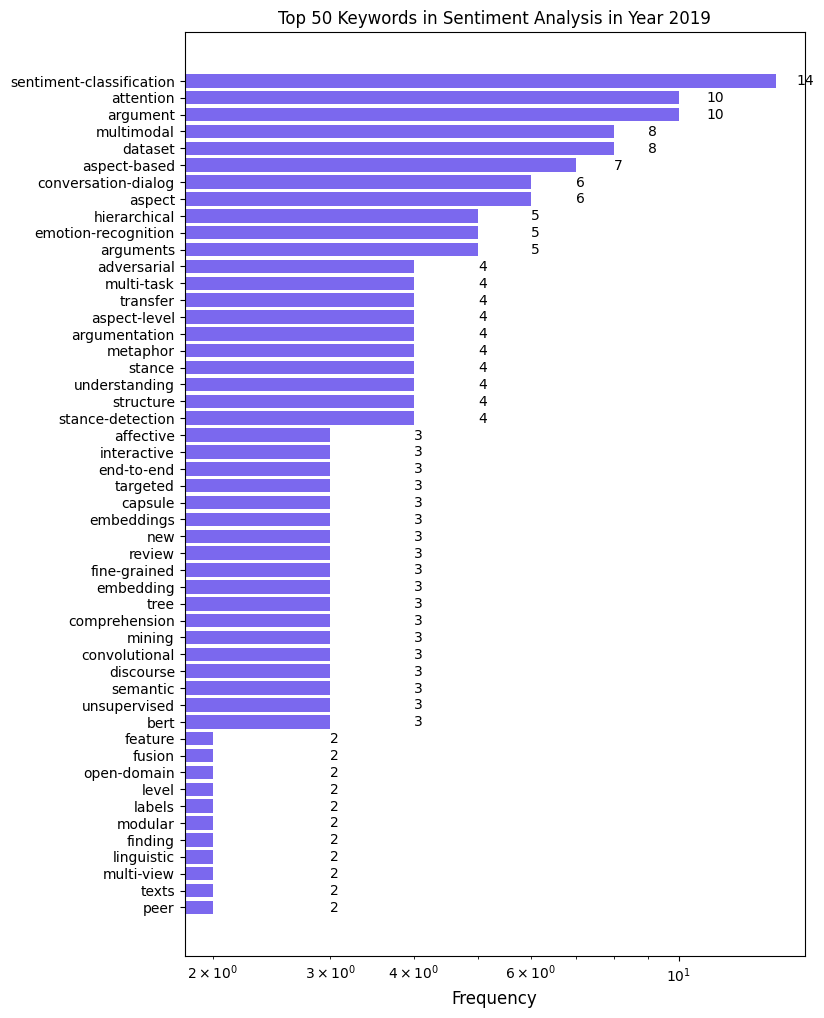 Top 50 Keywords in Sentiment Analysis in Year 2019
sentiment-classification 14
attention 10
argument 10
multimodal 8
dataset 8
aspect-based 7
conversation-dialog 6
aspect 6
hierarchical 5
emotion-recognition 5
arguments 5
adversarial 4
multi-task 4
transfer 4
aspect-level 4
argumentation 4
metaphor 4
stance 4
understanding 4
structure 4
stance-detection 4
affective 3
interactive 3
end-to-end 3
targeted 3
capsule 3
embeddings 3
new 3
review 3
fine-grained 3
embedding 3
tree 3
comprehension 3
mining 3
convolutional 3
discourse 3
semantic 3
unsupervised 3
bert 3
feature 2
fusion 2
open-domain 2
level 2
labels 2
modular 2
finding 2
linguistic 2
multi-view 2
texts 2
peer 2
2 × 10⁰ 3 × 10⁰ 4 × 10⁰ 6 × 10⁰ 10¹
Frequency